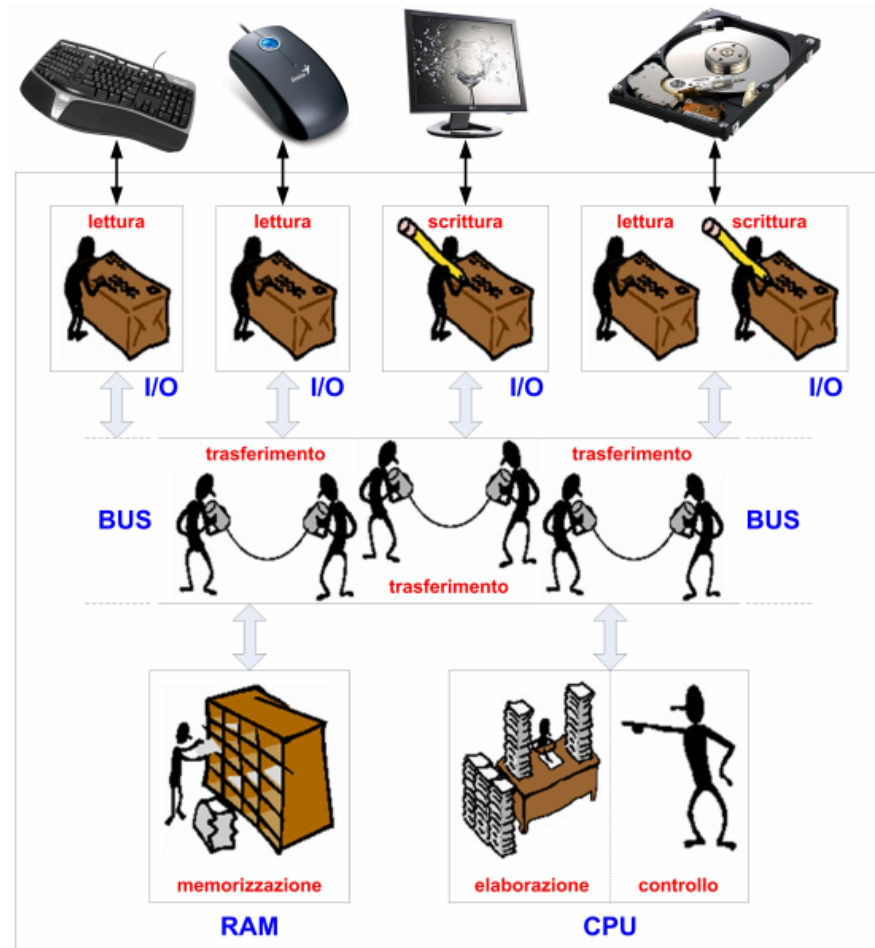 lettura
lettura
scrittura
lettura
scrittura
I/O
I/O
I/O
I/O
trasferimento
trasferimento
BUS
BUS
trasferimento
memorizzazione
elaborazione
controllo
RAM
CPU